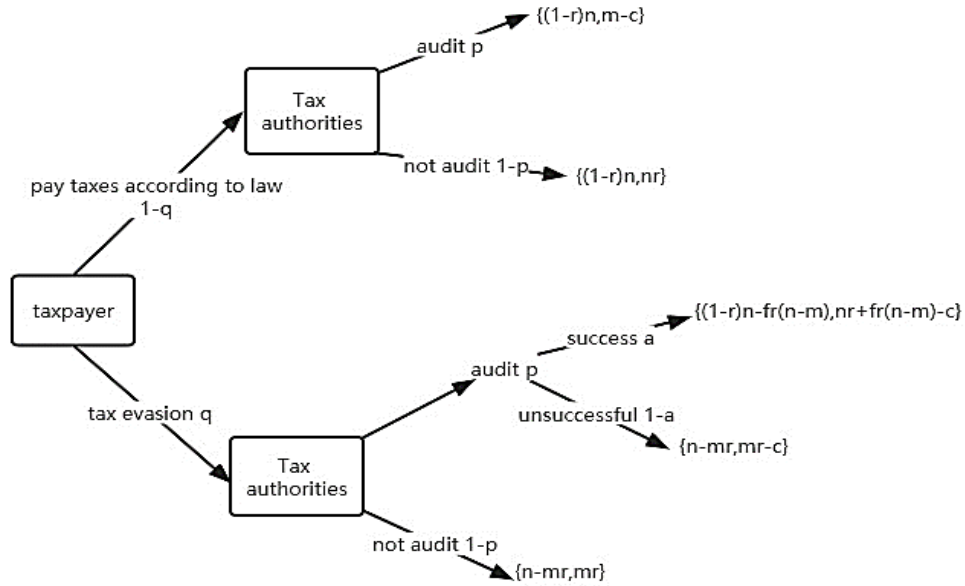 {(1-r)n,m-c}
audit p
Tax
authorities
not audit 1-p
{(1-r)n,nr}
pay taxes according to law
1-q
taxpayer
{(1-r)n-fr(n-m),nr+fr(n-m)-c}
success a
audit p
tax evasion q
unsuccessful 1-a
{n-mr,mr-c}
Tax
authorities
not audit 1-p
{n-mr,mr}